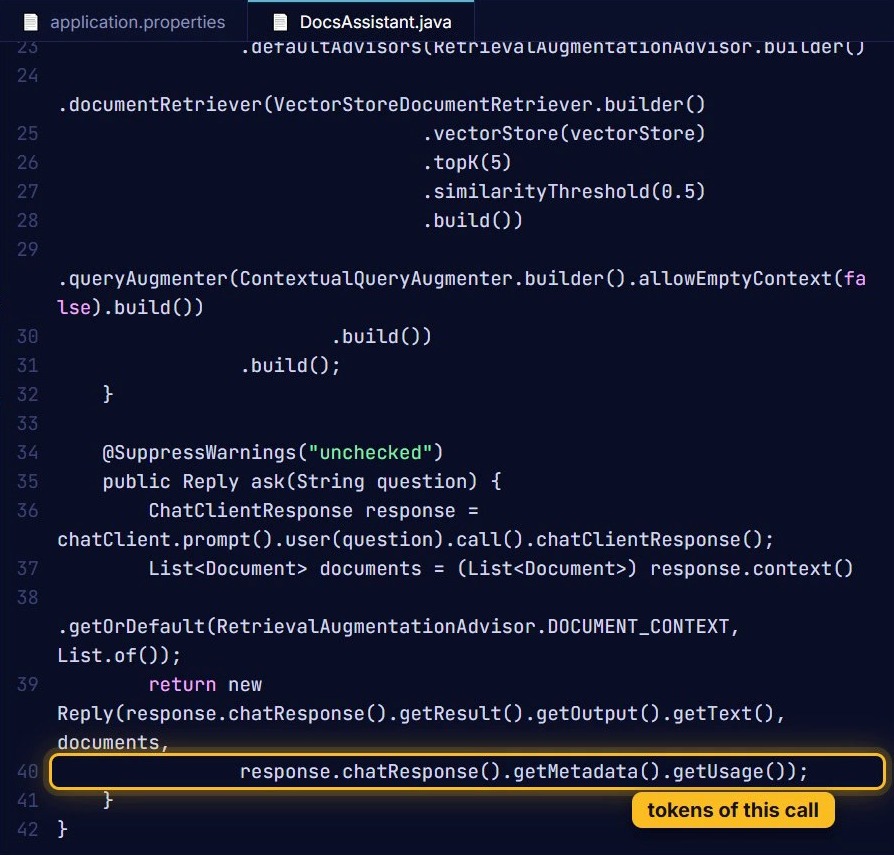 application.properties
DocsAssistant.java
23 .defaultAdvisors(RetrievalAugmentationAdvisor.builder()
24
.documentRetriever(VectorStoreDocumentRetriever.builder()
25 .vectorStore(vectorStore)
26 .topK(5)
27 .similarityThreshold(0.5)
28 .build())
29
.queryAugmenter(ContextualQueryAugmenter.builder().allowEmptyContext(fa
lse).build())
30 .build())
31 .build();
32 }
33
34 @SuppressWarnings("unchecked")
35 public Reply ask(String question) {
36 ChatClientResponse response =
chatClient.prompt().user(question).call().chatClientResponse();
37 List<Document> documents = (List<Document>) response.context()
38
.getOrDefault(RetrievalAugmentationAdvisor.DOCUMENT_CONTEXT,
List.of());
39 return new
Reply(response.chatResponse().getResult().getOutput().getText(),
documents,
40 response.chatResponse().getMetadata().getUsage());
41 }
tokens of this call
42 }